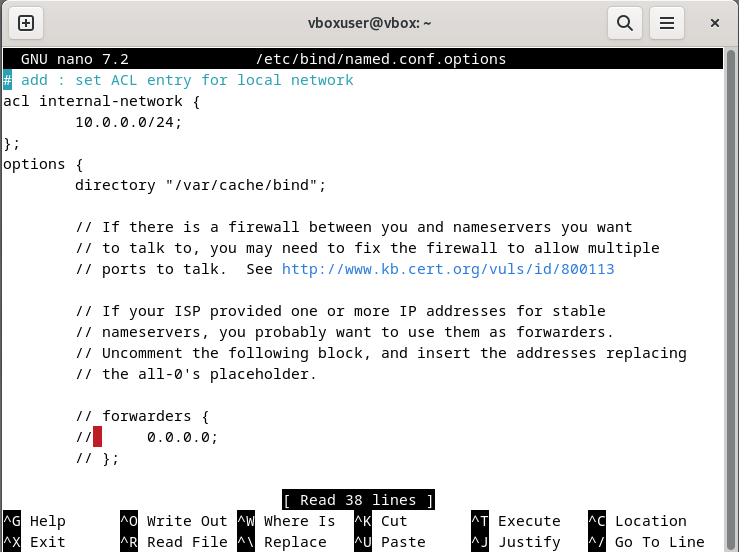 vboxuser@vbox: ~
GNU nano 7.2 /etc/bind/named.conf.options
# add : set ACL entry for local network
acl internal-network {
        10.0.0.0/24;
};
options {
        directory "/var/cache/bind";

        // If there is a firewall between you and nameservers you want
        // to talk to, you may need to fix the firewall to allow multiple
        // ports to talk.  See http://www.kb.cert.org/vuls/id/800113

        // If your ISP provided one or more IP addresses for stable
        // nameservers, you probably want to use them as forwarders.
        // Uncomment the following block, and insert the addresses replacing
        // the all-0's placeholder.

        // forwarders {
        //      0.0.0.0;
        // };
[ Read 38 lines ]
^G Help ^O Write Out ^W Where Is ^K Cut ^T Execute ^C Location
^X Exit ^R Read File ^\ Replace ^U Paste ^J Justify ^/ Go To Line